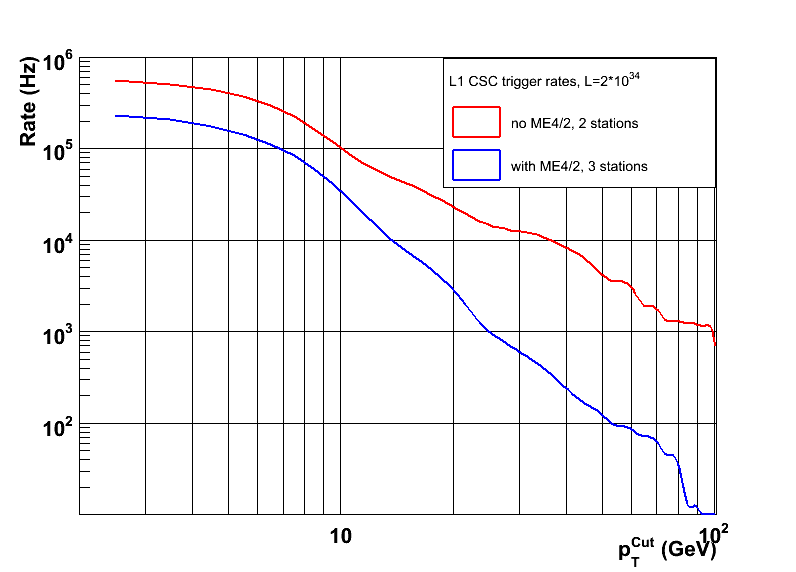 Rate (Hz)
10^6
10^5
10^4
10^3
10^2
L1 CSC trigger rates, L=2*10^34
no ME4/2, 2 stations
with ME4/2, 3 stations
10
10^2
p_T^Cut (GeV)